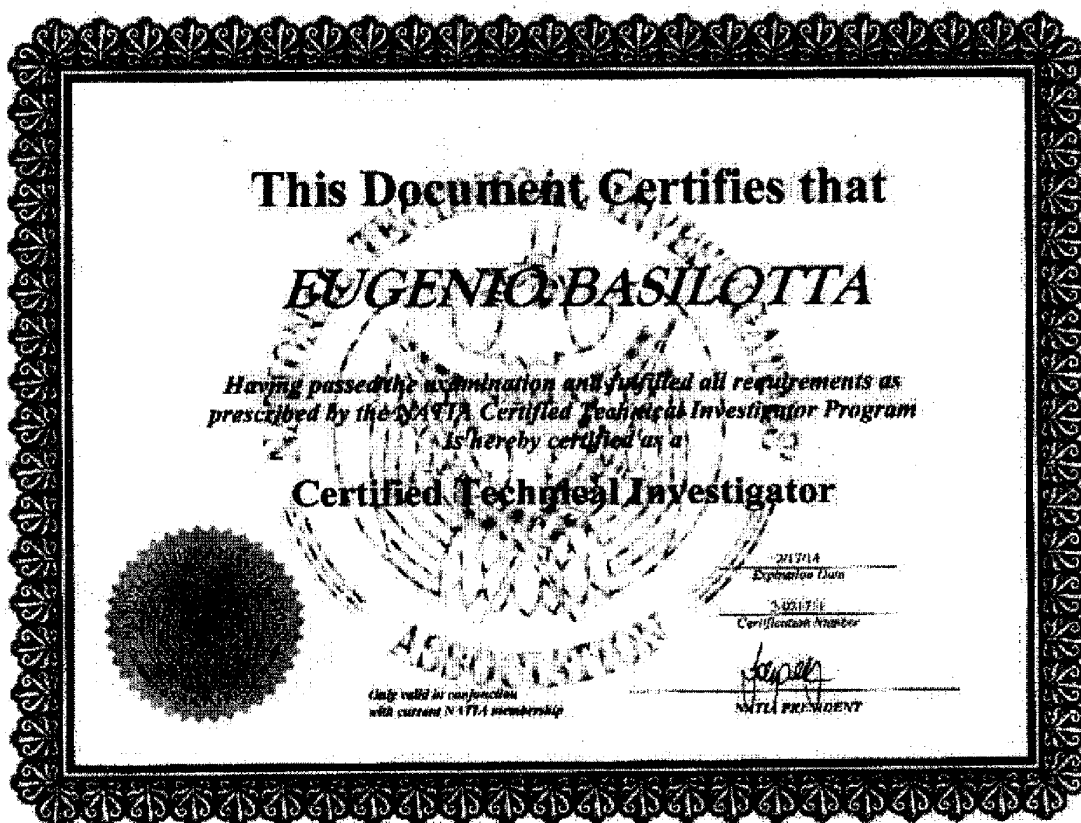 This Document Certifies that
EUGENIO BASILOTTA
Having passed the examination and fulfilled all requirements as
prescribed by the NATIA Certified Technical Investigator Program
Is hereby certified as a
Certified Technical Investigator
Expiration Date
Certification Number
Only valid in conjunction
with current NATIA membership
NATIA PRESIDENT
ASSOCIATION